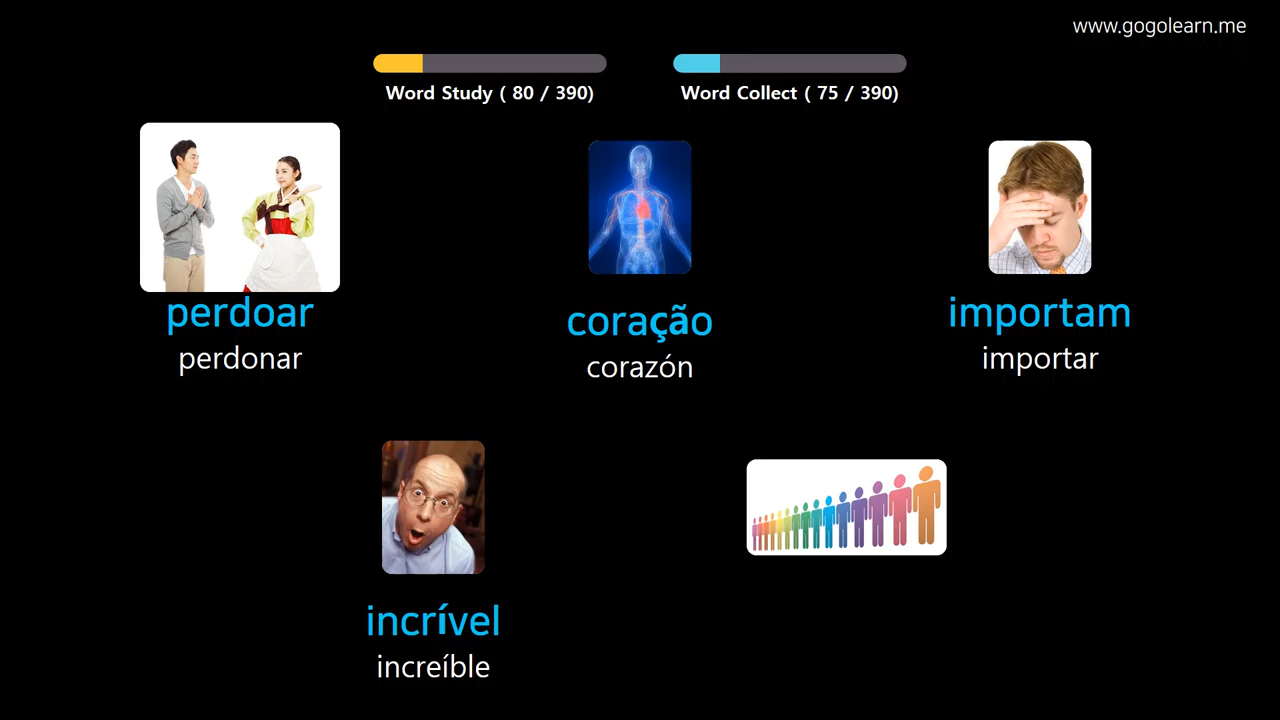 www.gogolearn.me
Word Study ( 80 / 390)
Word Collect ( 75 / 390)
perdoar
perdonar
coração
corazón
importam
importar
incrível
increíble